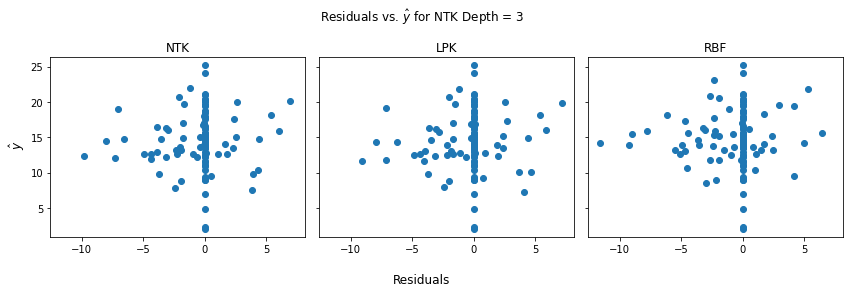 Residuals vs. ŷ for NTK Depth = 3
NTK LPK RBF
25
20
15
10
5
ŷ
−10 −5 0 5 −10 −5 0 5 −10 −5 0 5
Residuals